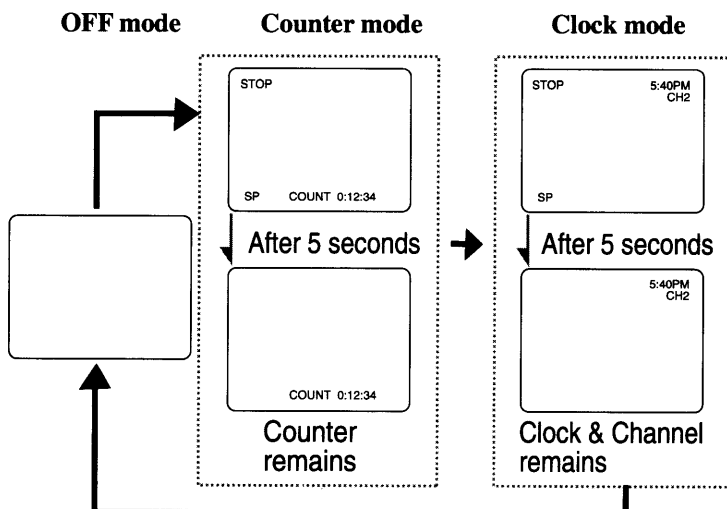 OFF mode
Counter mode
Clock mode
STOP
SP COUNT 0:12:34
After 5 seconds
COUNT 0:12:34
Counter
remains
STOP 5:40PM
CH2
SP
After 5 seconds
5:40PM
CH2
Clock & Channel
remains